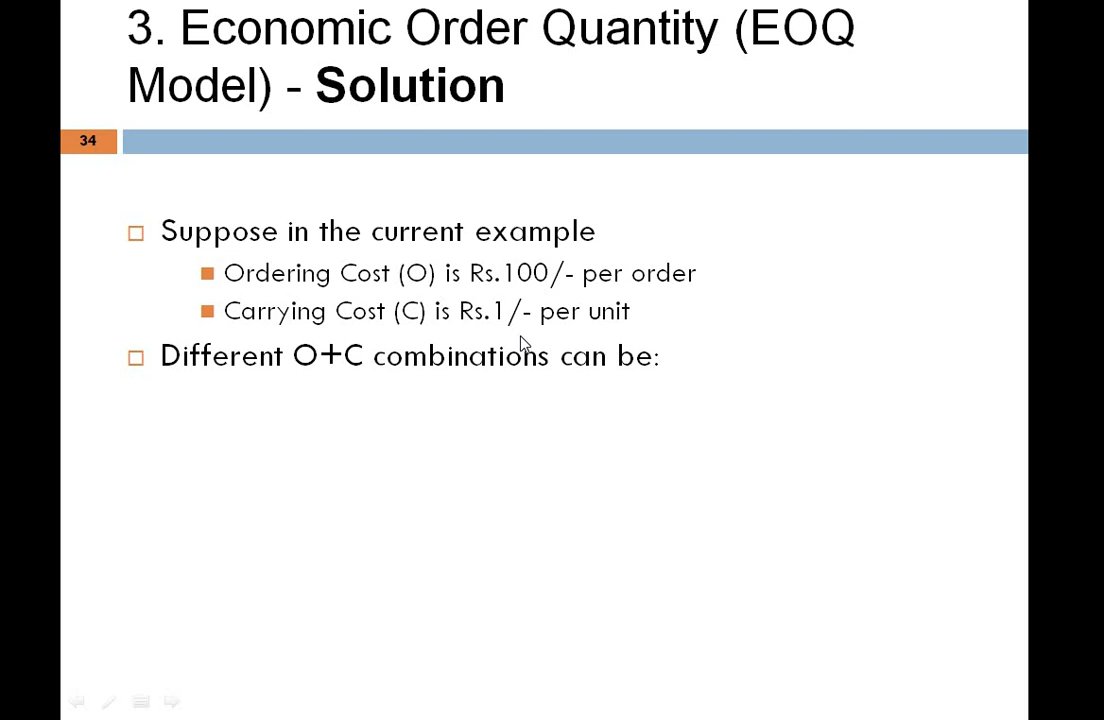 3. Economic Order Quantity (EOQ
Model) - Solution
34
Suppose in the current example
Ordering Cost (O) is Rs.100/- per order
Carrying Cost (C) is Rs.1/- per unit
Different O+C combinations can be: